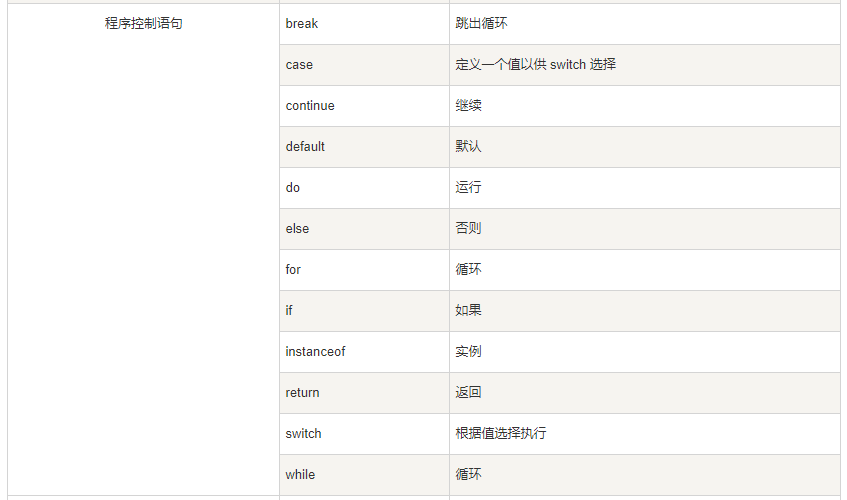 程序控制语句 break 跳出循环
case 定义一个值以供 switch 选择
continue 继续
default 默认
do 运行
else 否则
for 循环
if 如果
instanceof 实例
return 返回
switch 根据值选择执行
while 循环